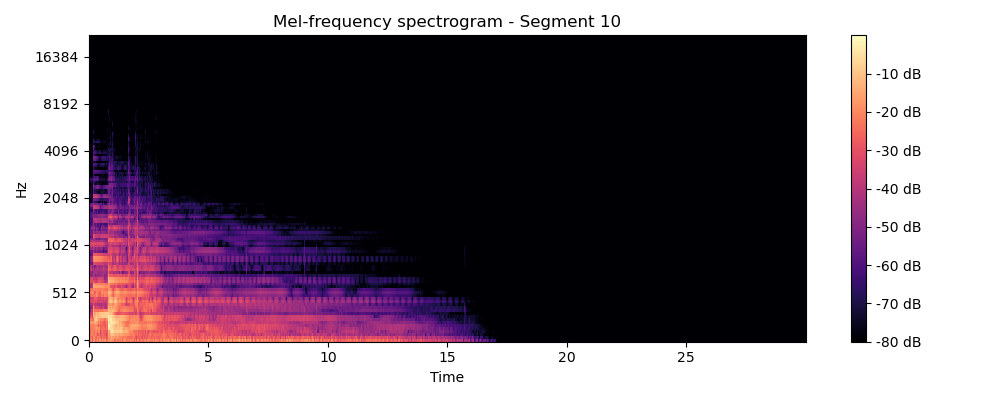 Mel-frequency spectrogram - Segment 10
Hz
16384
8192
4096
2048
1024
512
0
0 5 10 15 20 25
Time
-10 dB
-20 dB
-30 dB
-40 dB
-50 dB
-60 dB
-70 dB
-80 dB